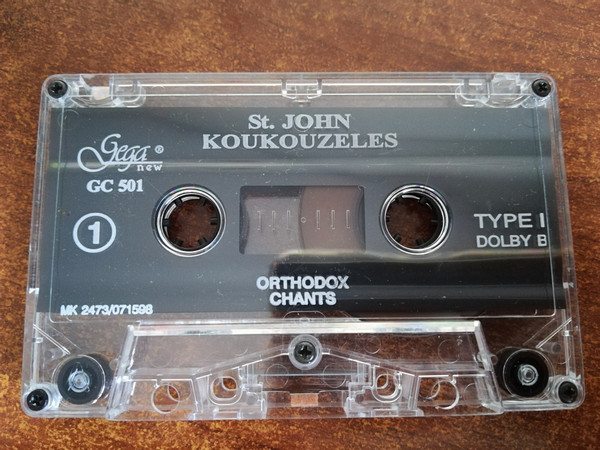 St. JOHN
KOUKOUZELES
Gega ®
new
GC 501
1
TYPE I
DOLBY B
ORTHODOX
CHANTS
MK 2473/071598